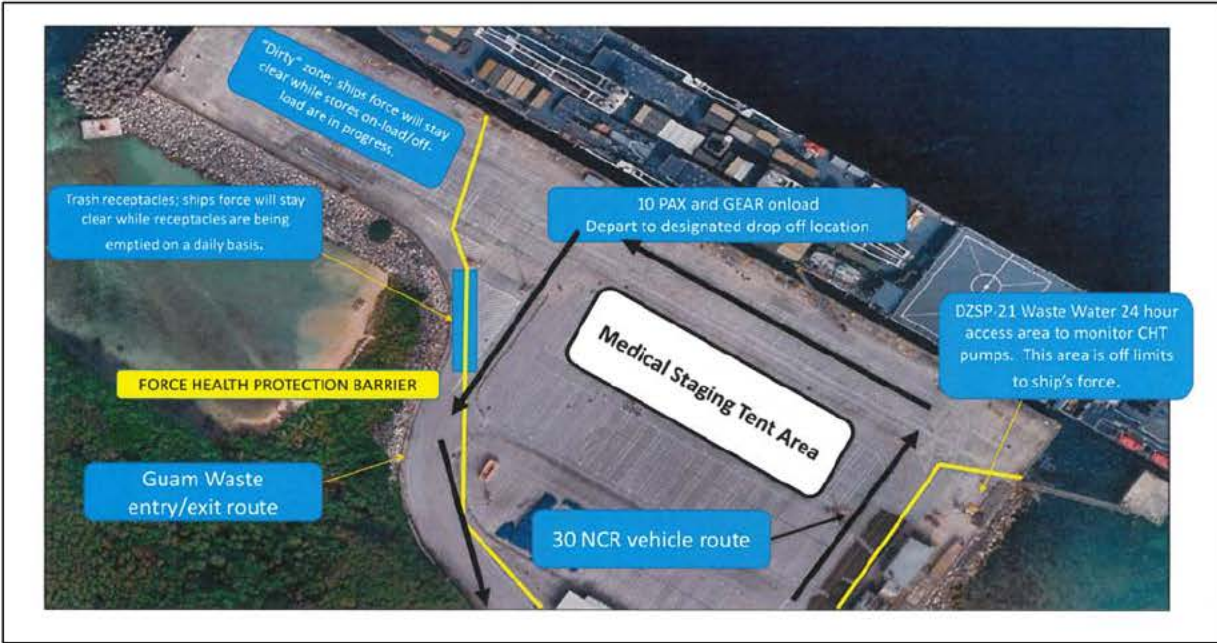 "Dirty" zone; ships force will stay
clear while stores on-load/off-
load are in progress.
Trash receptacles; ships force will stay
clear while receptacles are being
emptied on a daily basis.
10 PAX and GEAR onload
Depart to designated drop off location
DZSP-21 Waste Water 24 hour
access area to monitor CHT
pumps. This area is off limits
to ship's force.
Medical Staging Tent Area
FORCE HEALTH PROTECTION BARRIER
Guam Waste
entry/exit route
30 NCR vehicle route